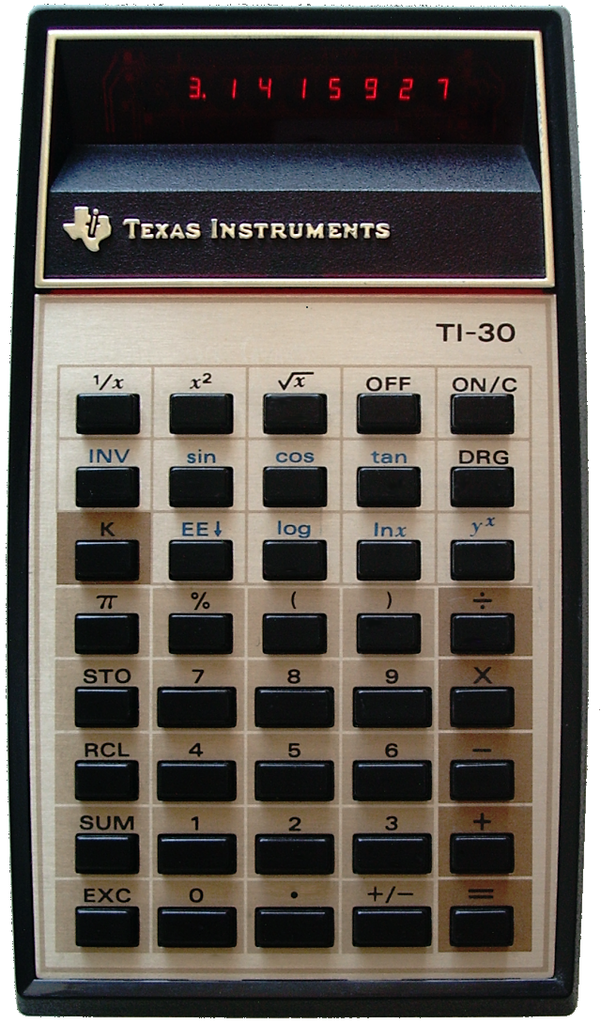 3.1415927
TEXAS INSTRUMENTS
TI-30
1/x x² √x OFF ON/C
INV sin cos tan DRG
K EE↓ log lnx yˣ
π % ( ) ÷
STO 7 8 9 X
RCL 4 5 6 −
SUM 1 2 3 +
EXC 0 • +/− =